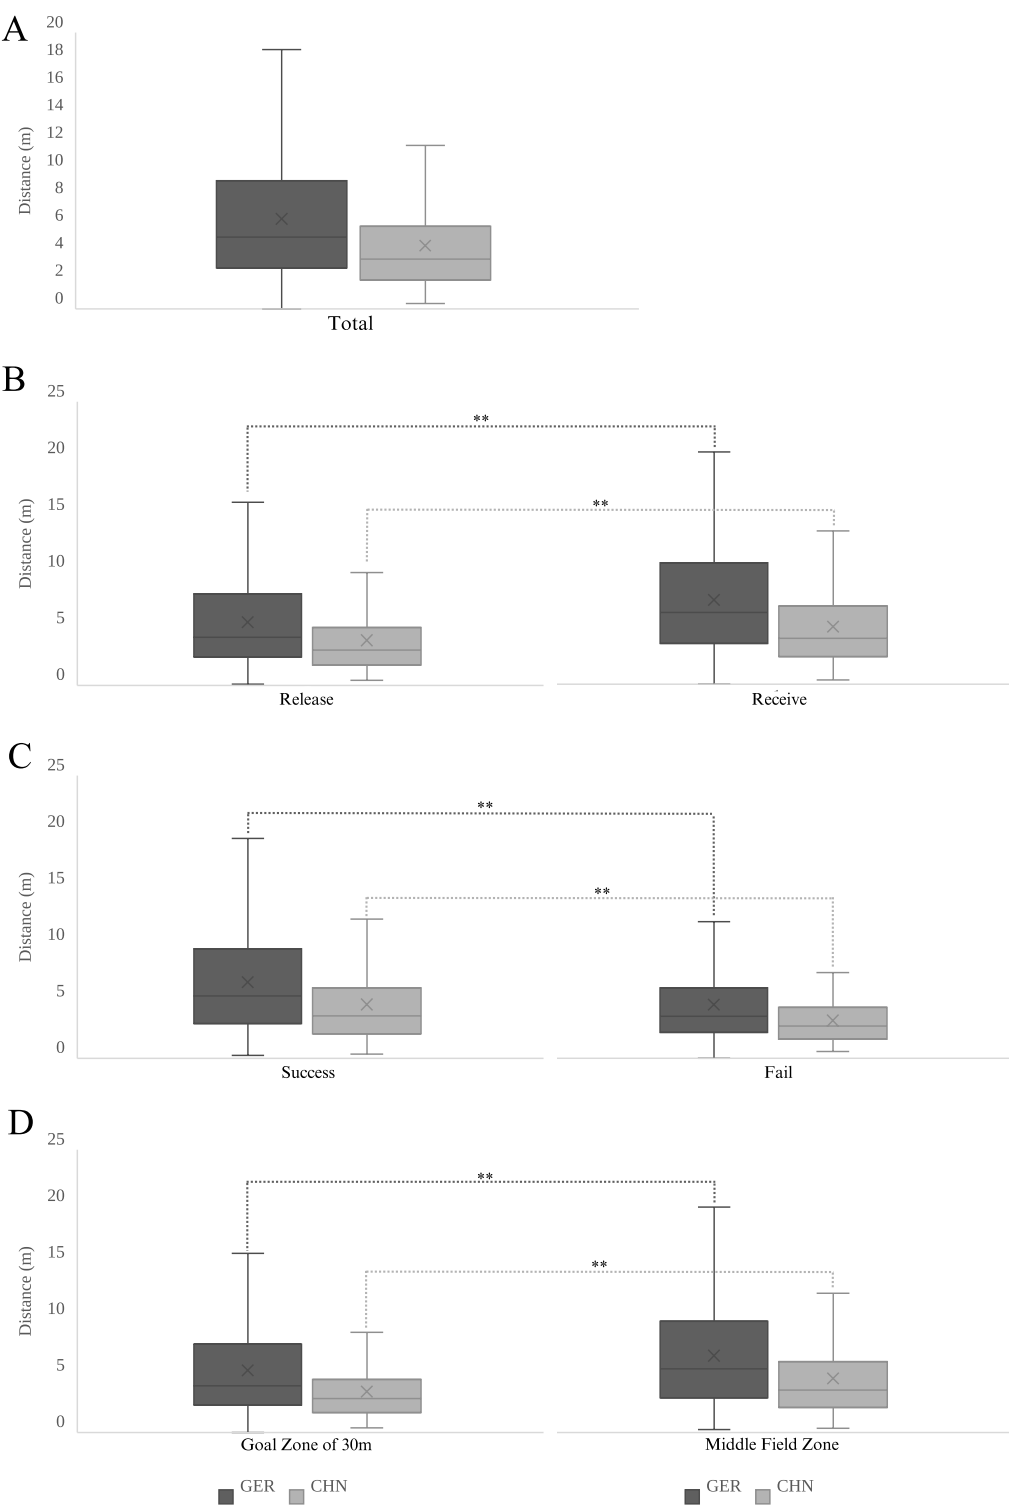 A
20
18
16
14
12
10
8
6
4
2
0
Distance (m)
Total
B
25
20
15
10
5
0
Distance (m)
**
**
Release Receive
C
25
20
15
10
5
0
Distance (m)
**
**
Success Fail
D
25
20
15
10
5
0
Distance (m)
**
**
Goal Zone of 30m Middle Field Zone
GER CHN GER CHN